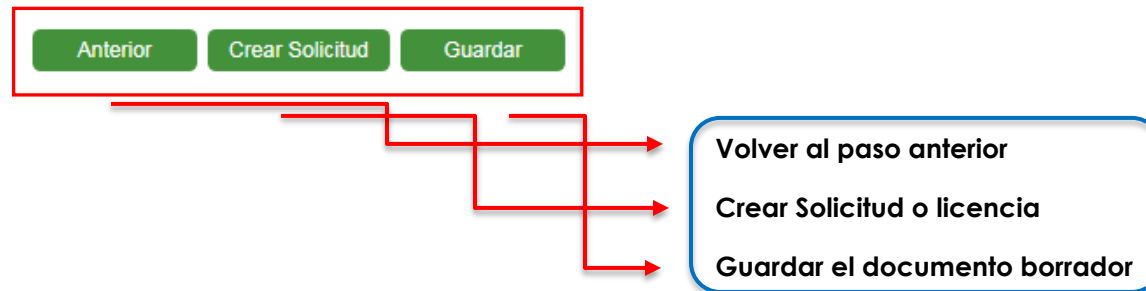 Anterior Crear Solicitud Guardar
Volver al paso anterior
Crear Solicitud o licencia
Guardar el documento borrador